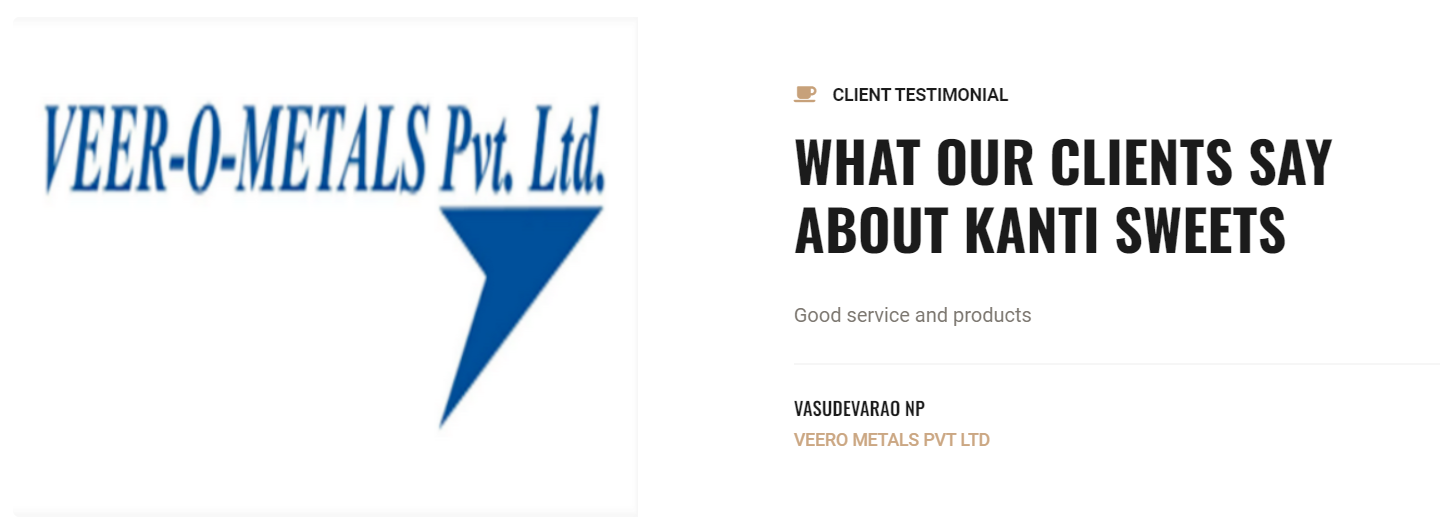 VEER-O-METALS Pvt. Ltd.
CLIENT TESTIMONIAL
WHAT OUR CLIENTS SAY
ABOUT KANTI SWEETS
Good service and products
VASUDEVARAO NP
VEERO METALS PVT LTD